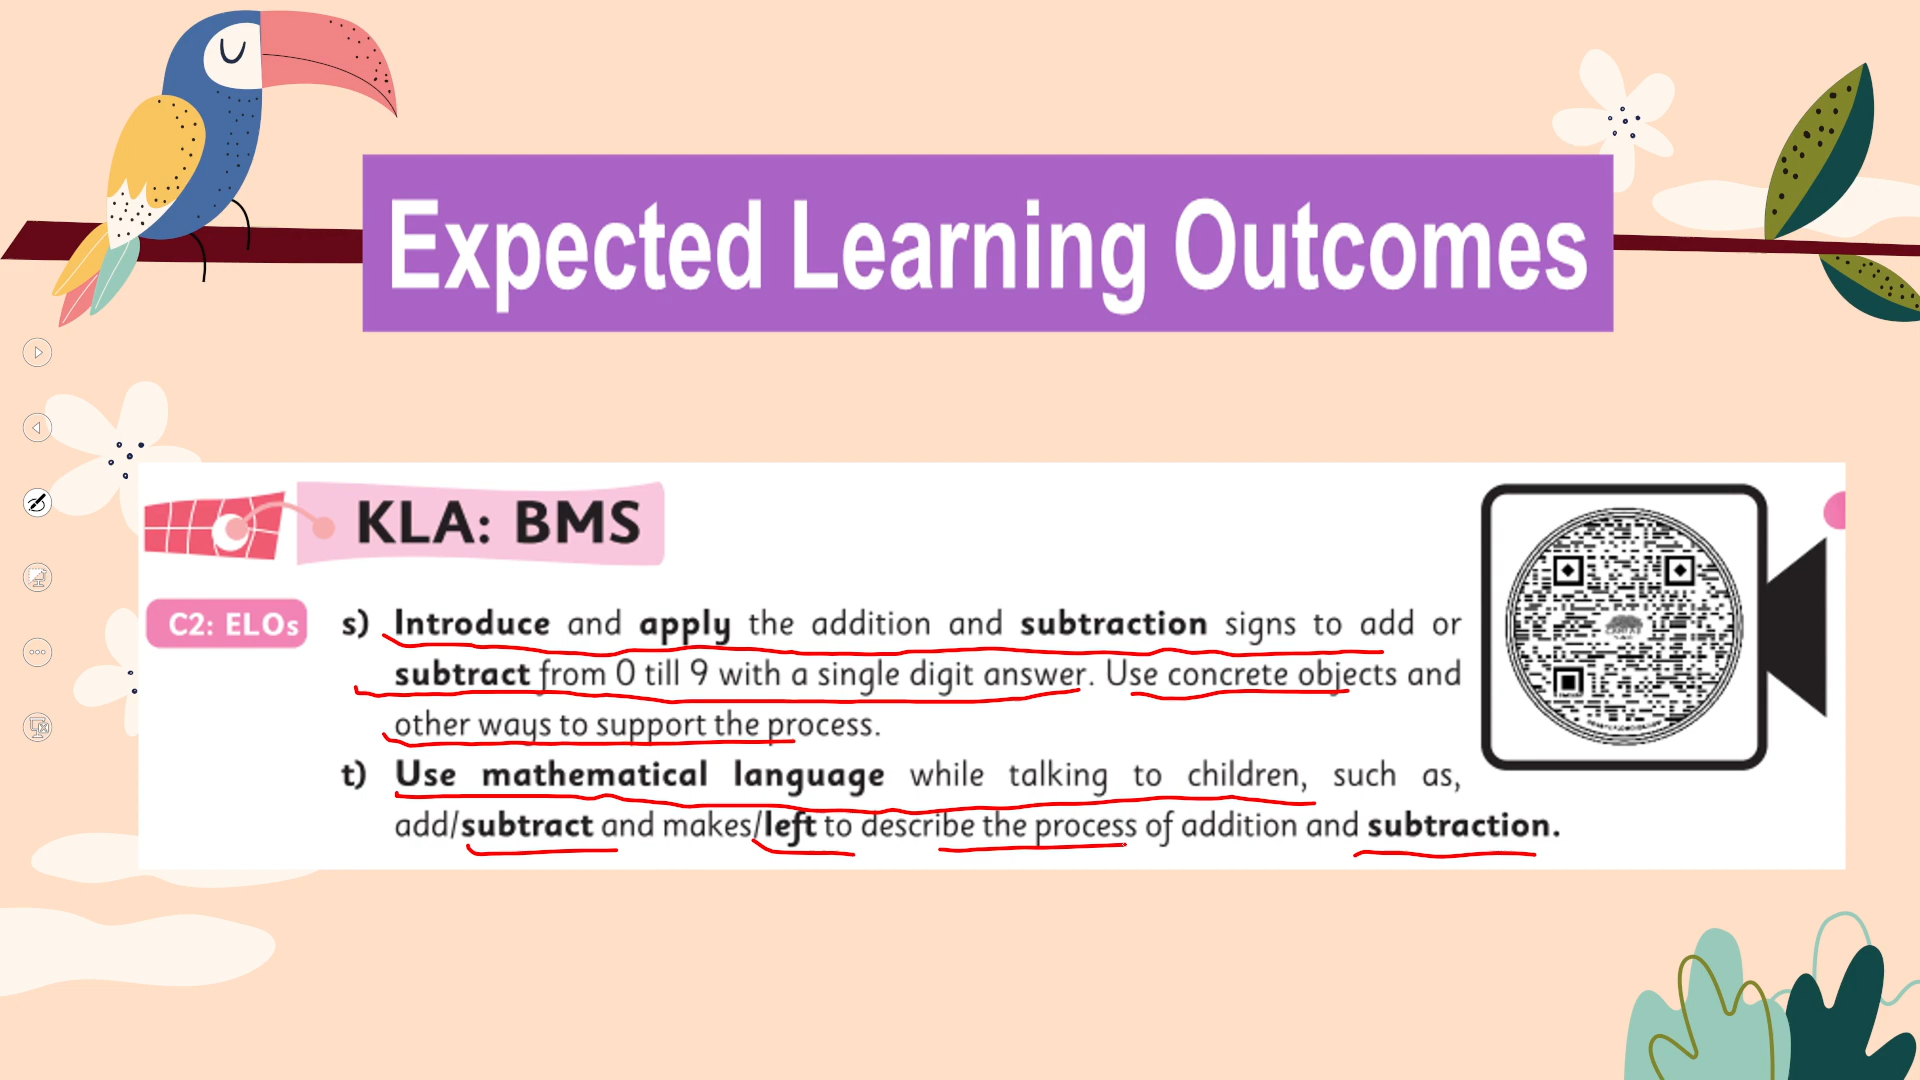 Expected Learning Outcomes
KLA: BMS
C2: ELOs
s) Introduce and apply the addition and subtraction signs to add or
subtract from 0 till 9 with a single digit answer. Use concrete objects and
other ways to support the process.
t) Use mathematical language while talking to children, such as,
add/subtract and makes/left to describe the process of addition and subtraction.